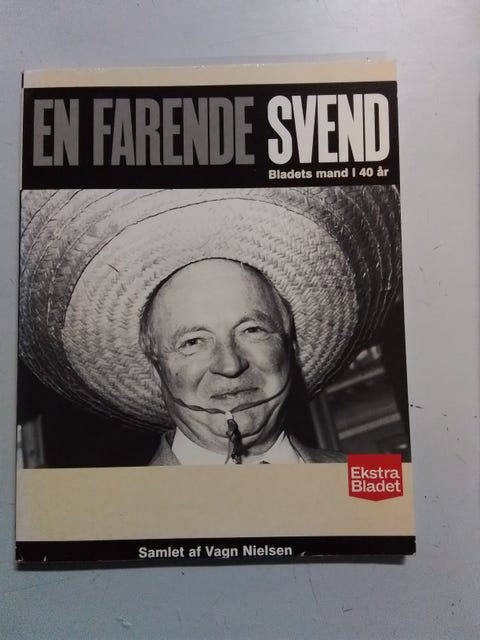 EN FARENDE SVEND
Bladets mand i 40 år
Ekstra
Bladet
Samlet af Vagn Nielsen